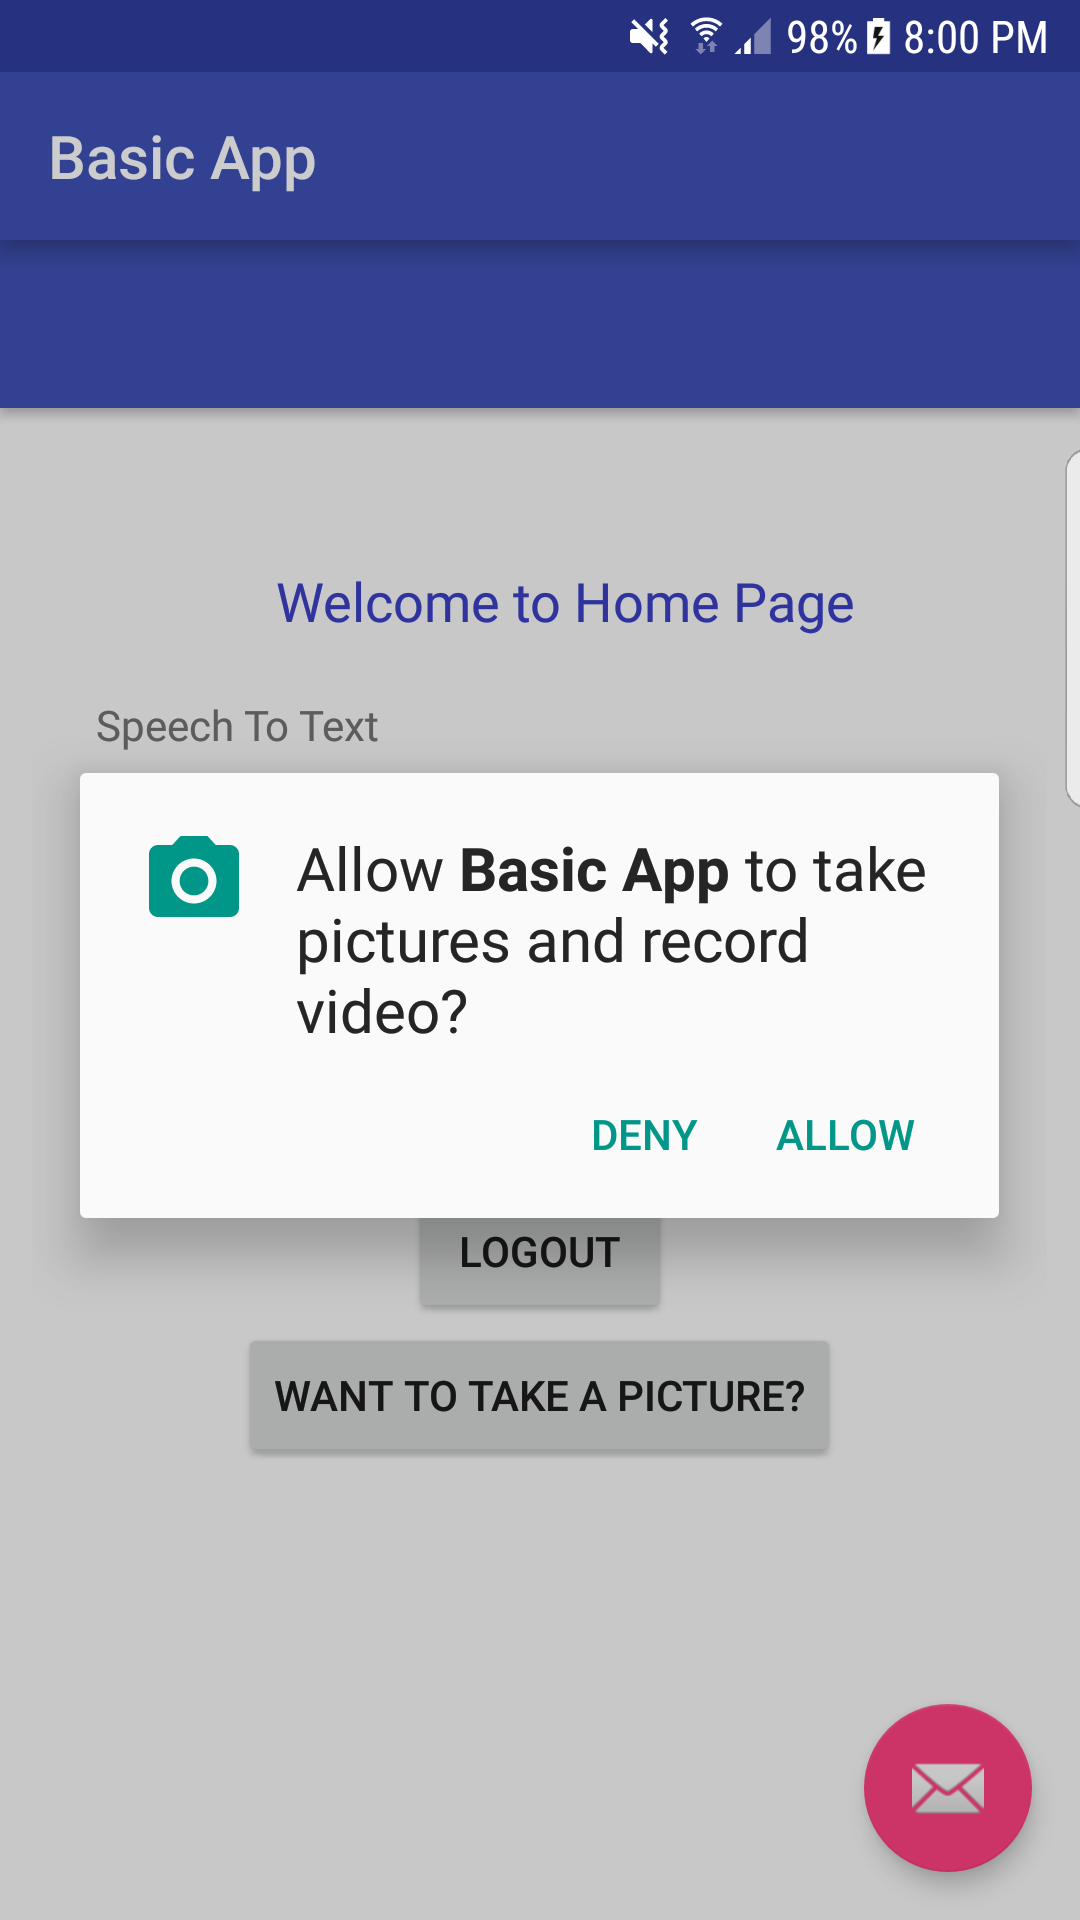 98% 8:00 PM
Basic App
Welcome to Home Page
Speech To Text
Allow Basic App to take
pictures and record
video?
DENY ALLOW
LOGOUT
WANT TO TAKE A PICTURE?